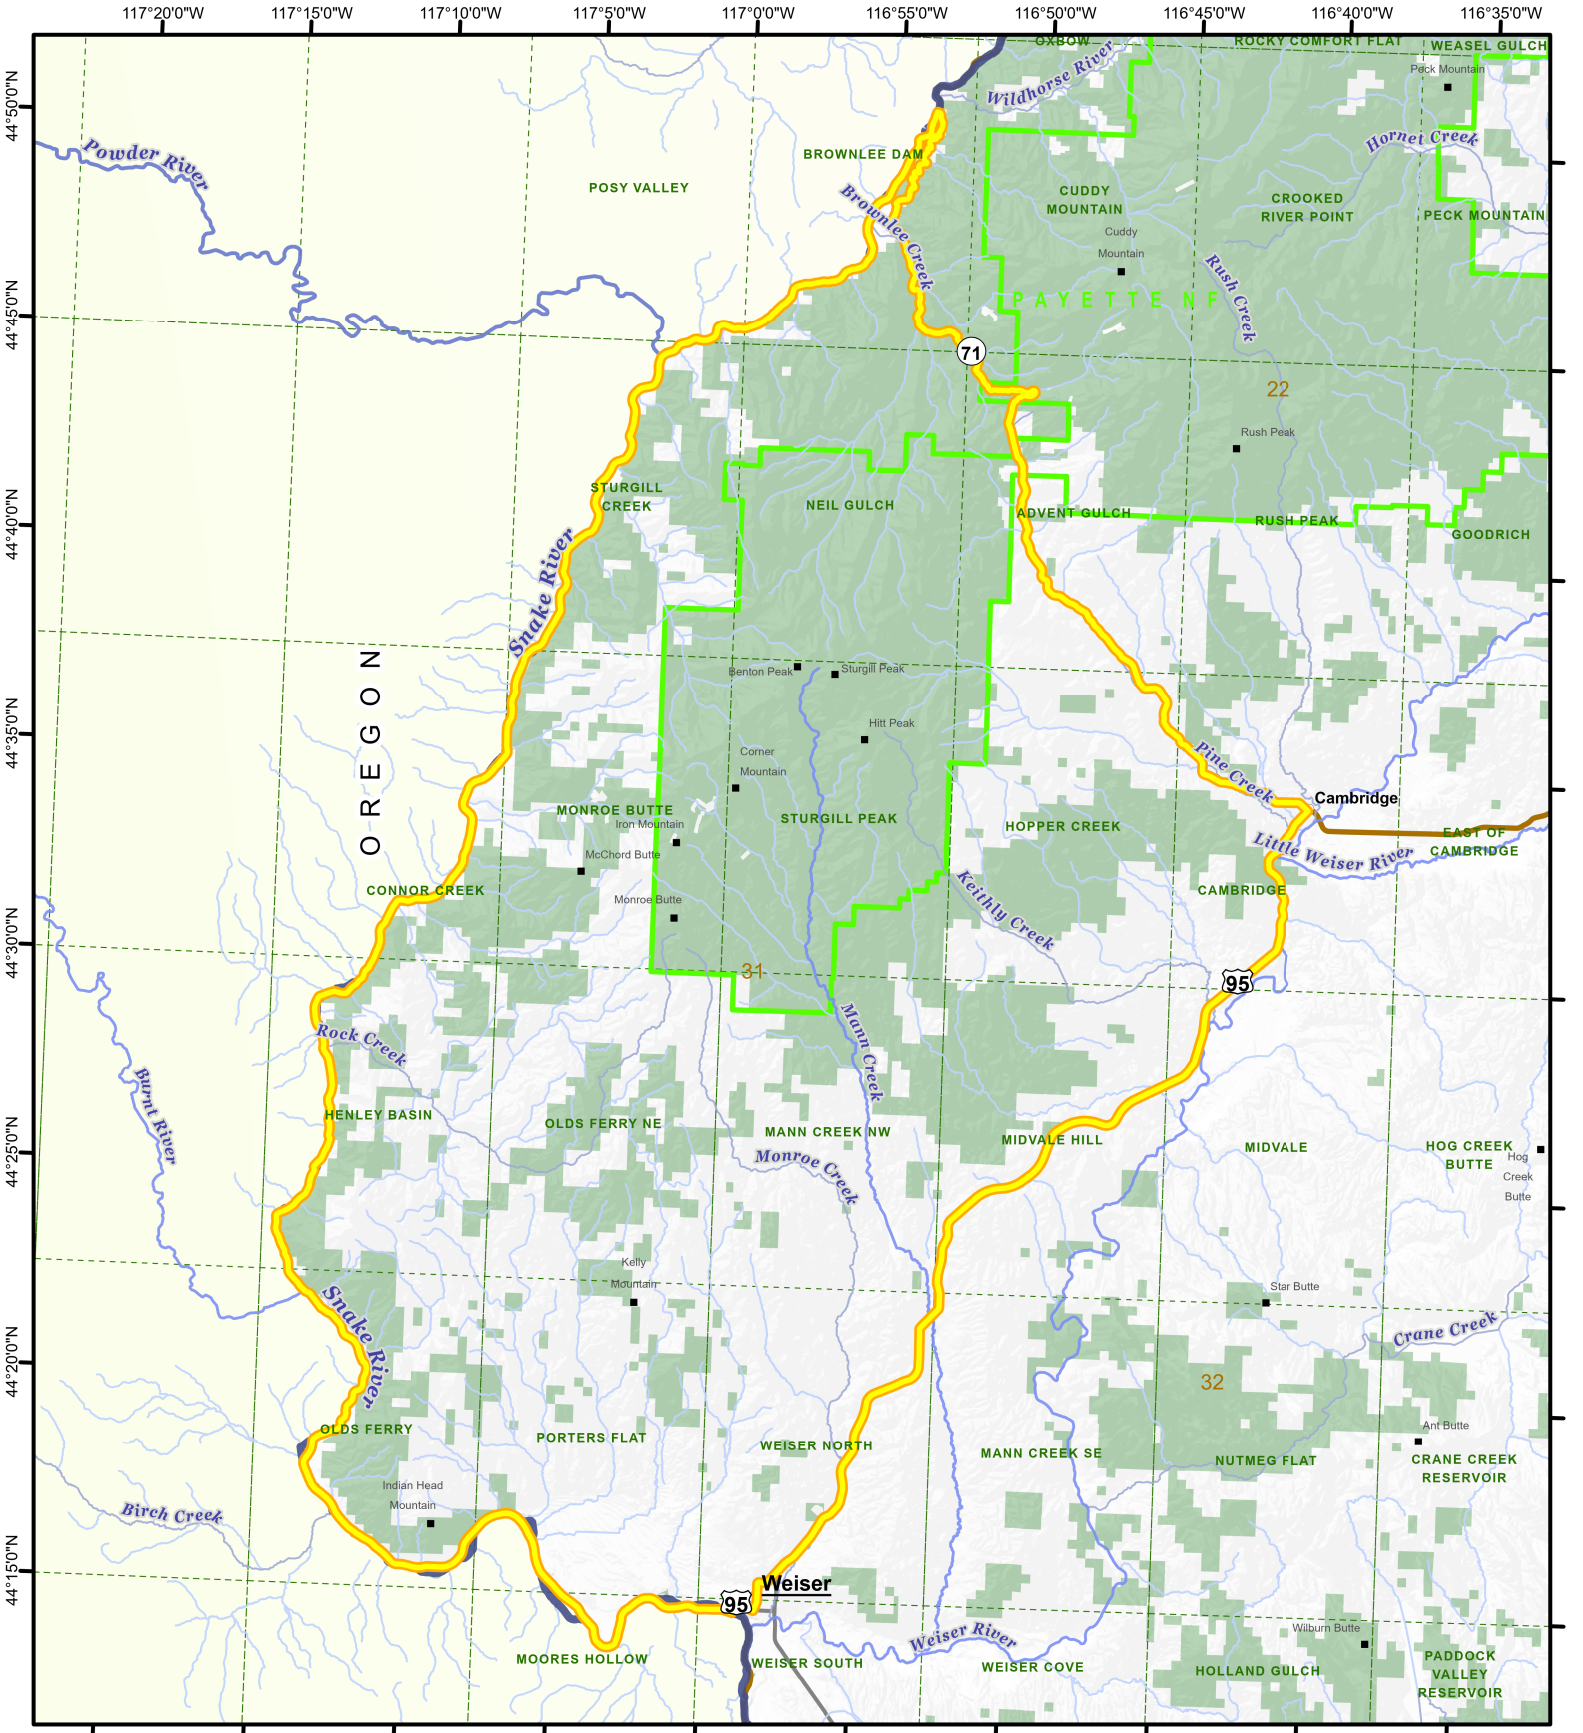 117°20'0"W
117°15'0"W
117°10'0"W
117°5'0"W
117°0'0"W
116°55'0"W
116°50'0"W
116°45'0"W
116°40'0"W
116°35'0"W
OXBOW
ROCKY COMFORT FLAT
WEASEL GULCH
Peck Mountain
Wildhorse River
44°50'0"N
Hornet Creek
Powder River
BROWNLEE DAM
POSY VALLEY
CUDDY
MOUNTAIN
CROOKED
RIVER POINT
PECK MOUNTAIN
Brownlee Creek
Cuddy
Mountain
Rush Creek
PAYETTE NF
44°45'0"N
71
22
Rush Peak
STURGILL
CREEK
NEIL GULCH
ADVENT GULCH
RUSH PEAK
GOODRICH
44°40'0"N
Snake River
OREGON
Benton Peak
Sturgill Peak
Hitt Peak
44°35'0"N
Corner
Mountain
Pine Creek
Cambridge
MONROE BUTTE
Iron Mountain
STURGILL PEAK
HOPPER CREEK
EAST OF
CAMBRIDGE
Little Weiser River
McChord Butte
CONNOR CREEK
Monroe Butte
Keithly Creek
CAMBRIDGE
44°30'0"N
31
95
Rock Creek
Mann Creek
Burnt River
HENLEY BASIN
OLDS FERRY NE
MANN CREEK NW
MIDVALE HILL
MIDVALE
HOG CREEK
BUTTE
Hog
Creek
Butte
44°25'0"N
Monroe Creek
Kelly
Mountain
Star Butte
Snake River
Crane Creek
44°20'0"N
32
OLDS FERRY
PORTERS FLAT
WEISER NORTH
MANN CREEK SE
NUTMEG FLAT
Ant Butte
CRANE CREEK
RESERVOIR
Indian Head
Mountain
Birch Creek
44°15'0"N
Weiser
95
Weiser River
Wilburn Butte
MOORES HOLLOW
WEISER SOUTH
WEISER COVE
HOLLAND GULCH
PADDOCK
VALLEY
RESERVOIR